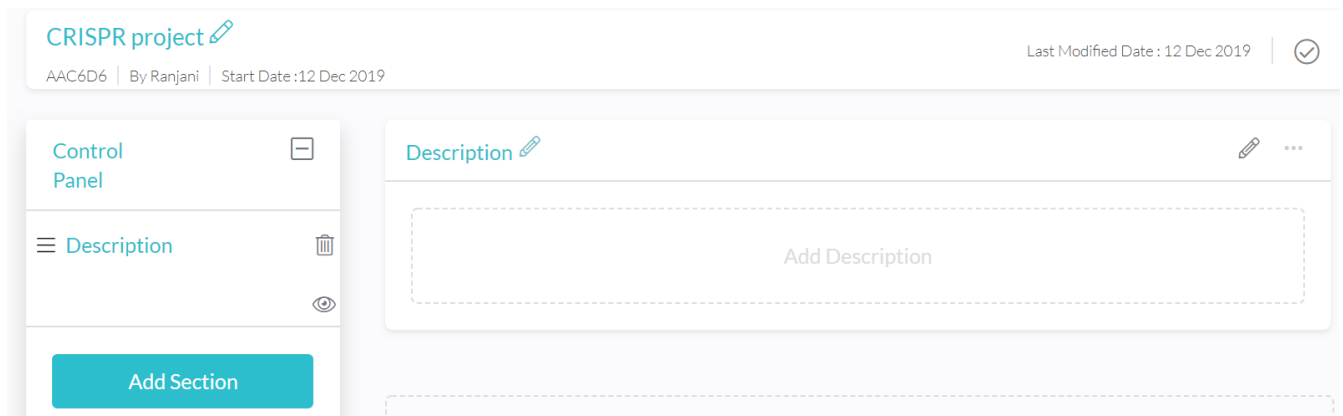 CRISPR project
AAC6D6 | By Ranjani | Start Date :12 Dec 2019
Last Modified Date : 12 Dec 2019
Control
Panel
Description
Add Section
Description
Add Description